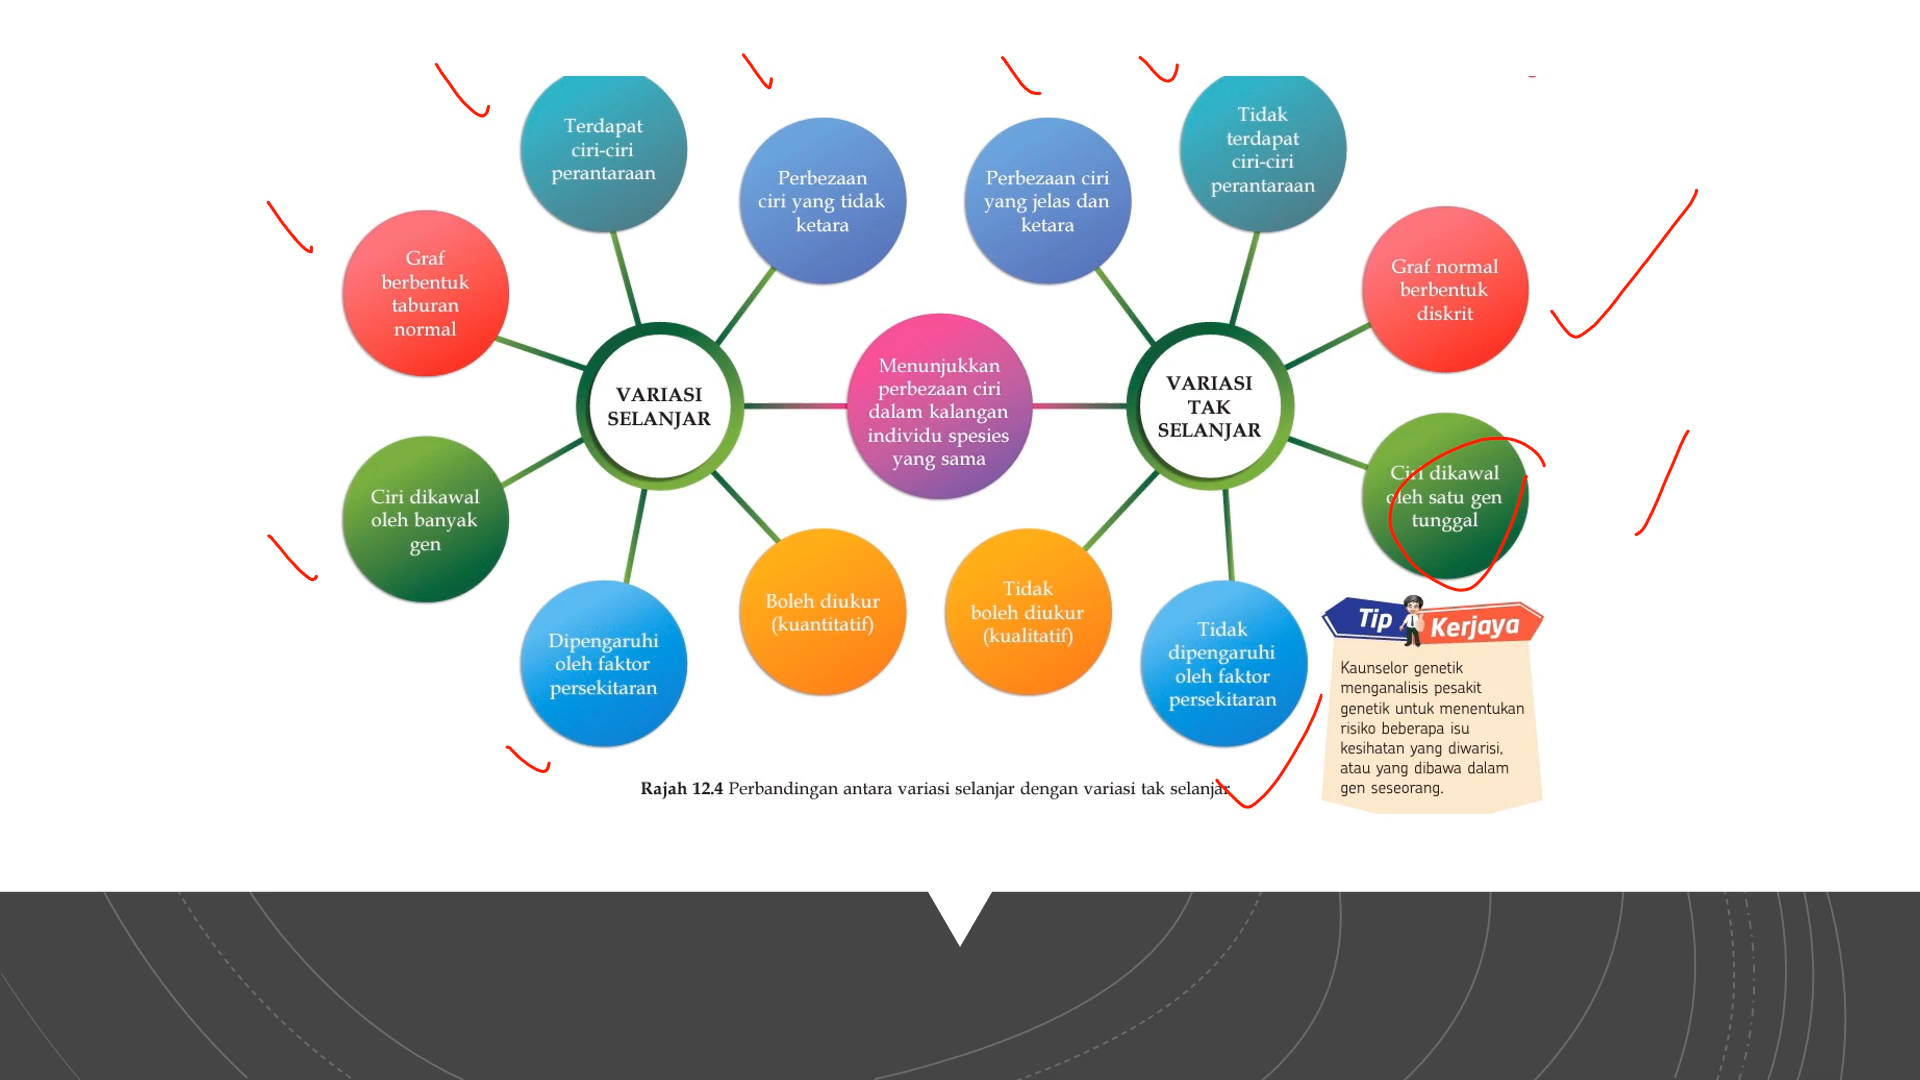 Terdapat
ciri-ciri
perantaraan
Perbezaan
ciri yang tidak
ketara
Perbezaan ciri
yang jelas dan
ketara
Tidak
terdapat
ciri-ciri
perantaraan
Graf
berbentuk
taburan
normal
Graf normal
berbentuk
diskrit
VARIASI
SELANJAR
Menunjukkan
perbezaan ciri
dalam kalangan
individu spesies
yang sama
VARIASI
TAK
SELANJAR
Ciri dikawal
oleh banyak
gen
Ciri dikawal
oleh satu gen
tunggal
Dipengaruhi
oleh faktor
persekitaran
Boleh diukur
(kuantitatif)
Tidak
boleh diukur
(kualitatif)
Tidak
dipengaruhi
oleh faktor
persekitaran
Tip Kerjaya
Kaunselor genetik
menganalisis pesakit
genetik untuk menentukan
risiko beberapa isu
kesihatan yang diwarisi,
atau yang dibawa dalam
gen seseorang.
Rajah 12.4 Perbandingan antara variasi selanjar dengan variasi tak selanjar